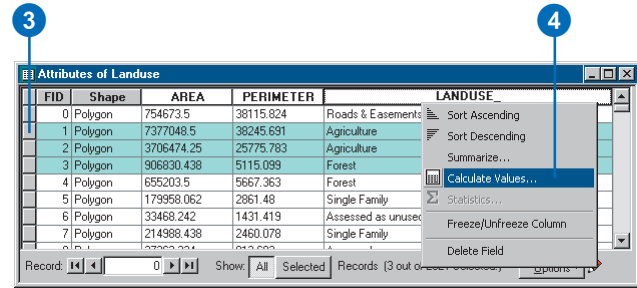 3 4
Attributes of Landuse
FID Shape AREA PERIMETER LANDUSE_
0 Polygon 754673.5 38115.824 Roads & Easements
1 Polygon 7377048.5 38245.691 Agriculture
2 Polygon 3706474.25 25775.783 Agriculture
3 Polygon 906830.438 5115.099 Forest
4 Polygon 655203.5 5667.363 Forest
5 Polygon 179958.062 2861.48 Single Family
6 Polygon 33468.242 1431.419 Assessed as unused
7 Polygon 214988.438 2460.078 Single Family
Sort Ascending
Sort Descending
Summarize...
Calculate Values...
Σ Statistics...
Freeze/Unfreeze Column
Delete Field
Record: 0 Show: All Selected Records (3 out of Selected.) Options